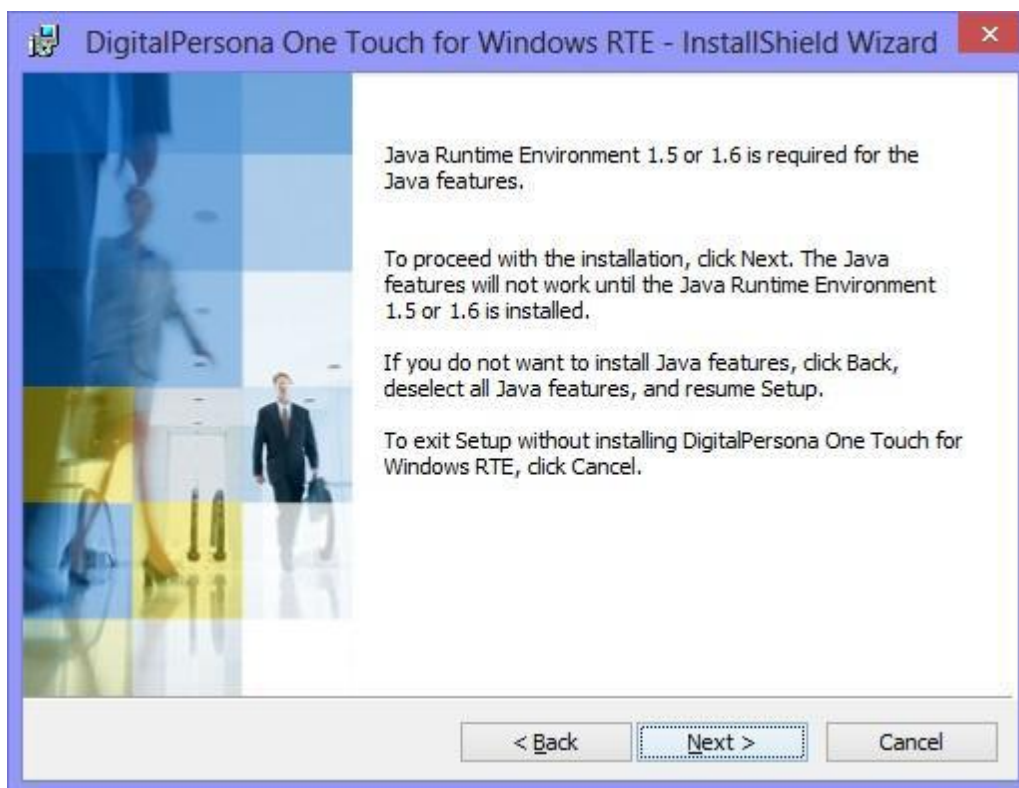 DigitalPersona One Touch for Windows RTE - InstallShield Wizard
Java Runtime Environment 1.5 or 1.6 is required for the
Java features.
To proceed with the installation, click Next. The Java
features will not work until the Java Runtime Environment
1.5 or 1.6 is installed.
If you do not want to install Java features, click Back,
deselect all Java features, and resume Setup.
To exit Setup without installing DigitalPersona One Touch for
Windows RTE, click Cancel.
< Back Next > Cancel